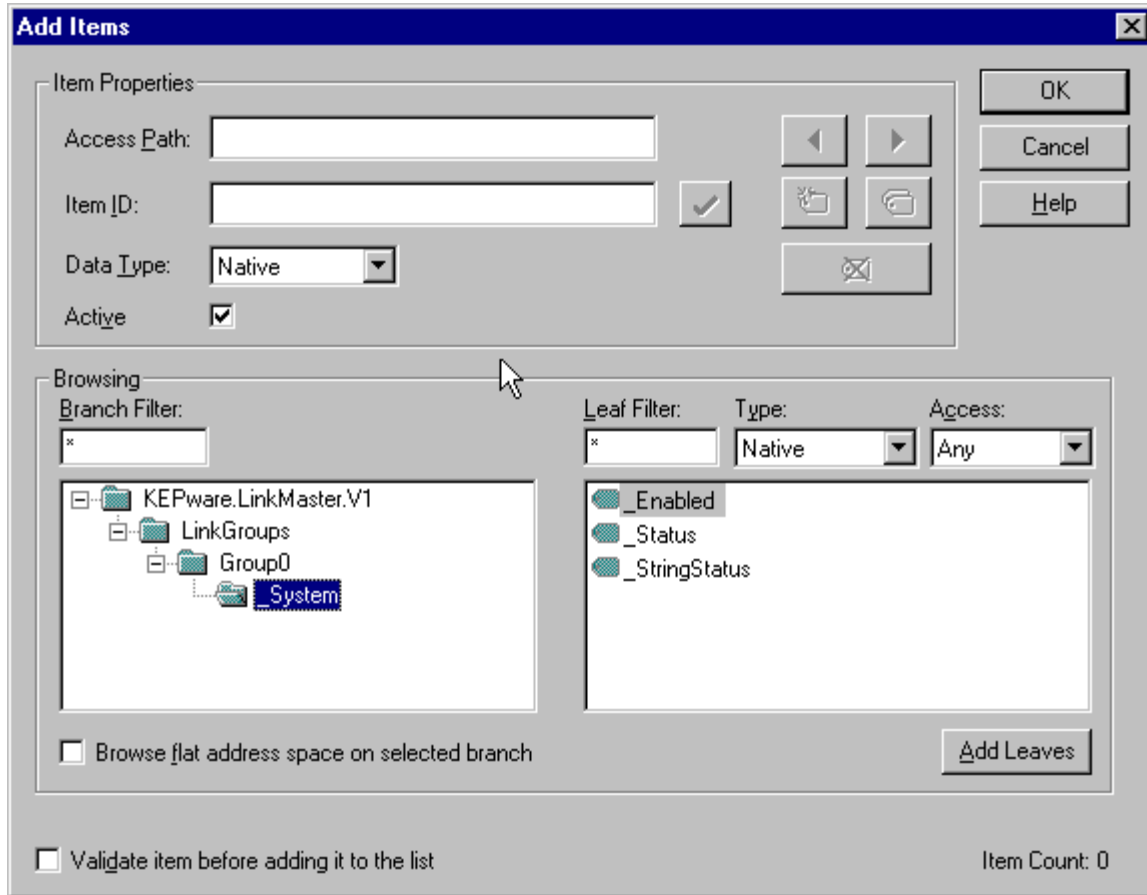 Add Items
Item Properties
Access Path:
Item ID:
Data Type: Native
Active
OK
Cancel
Help
Browsing
Branch Filter:
*
Leaf Filter: Type: Access:
* Native Any
KEPware.LinkMaster.V1
LinkGroups
Group0
_System
_Enabled
_Status
_StringStatus
Browse flat address space on selected branch
Add Leaves
Validate item before adding it to the list
Item Count: 0